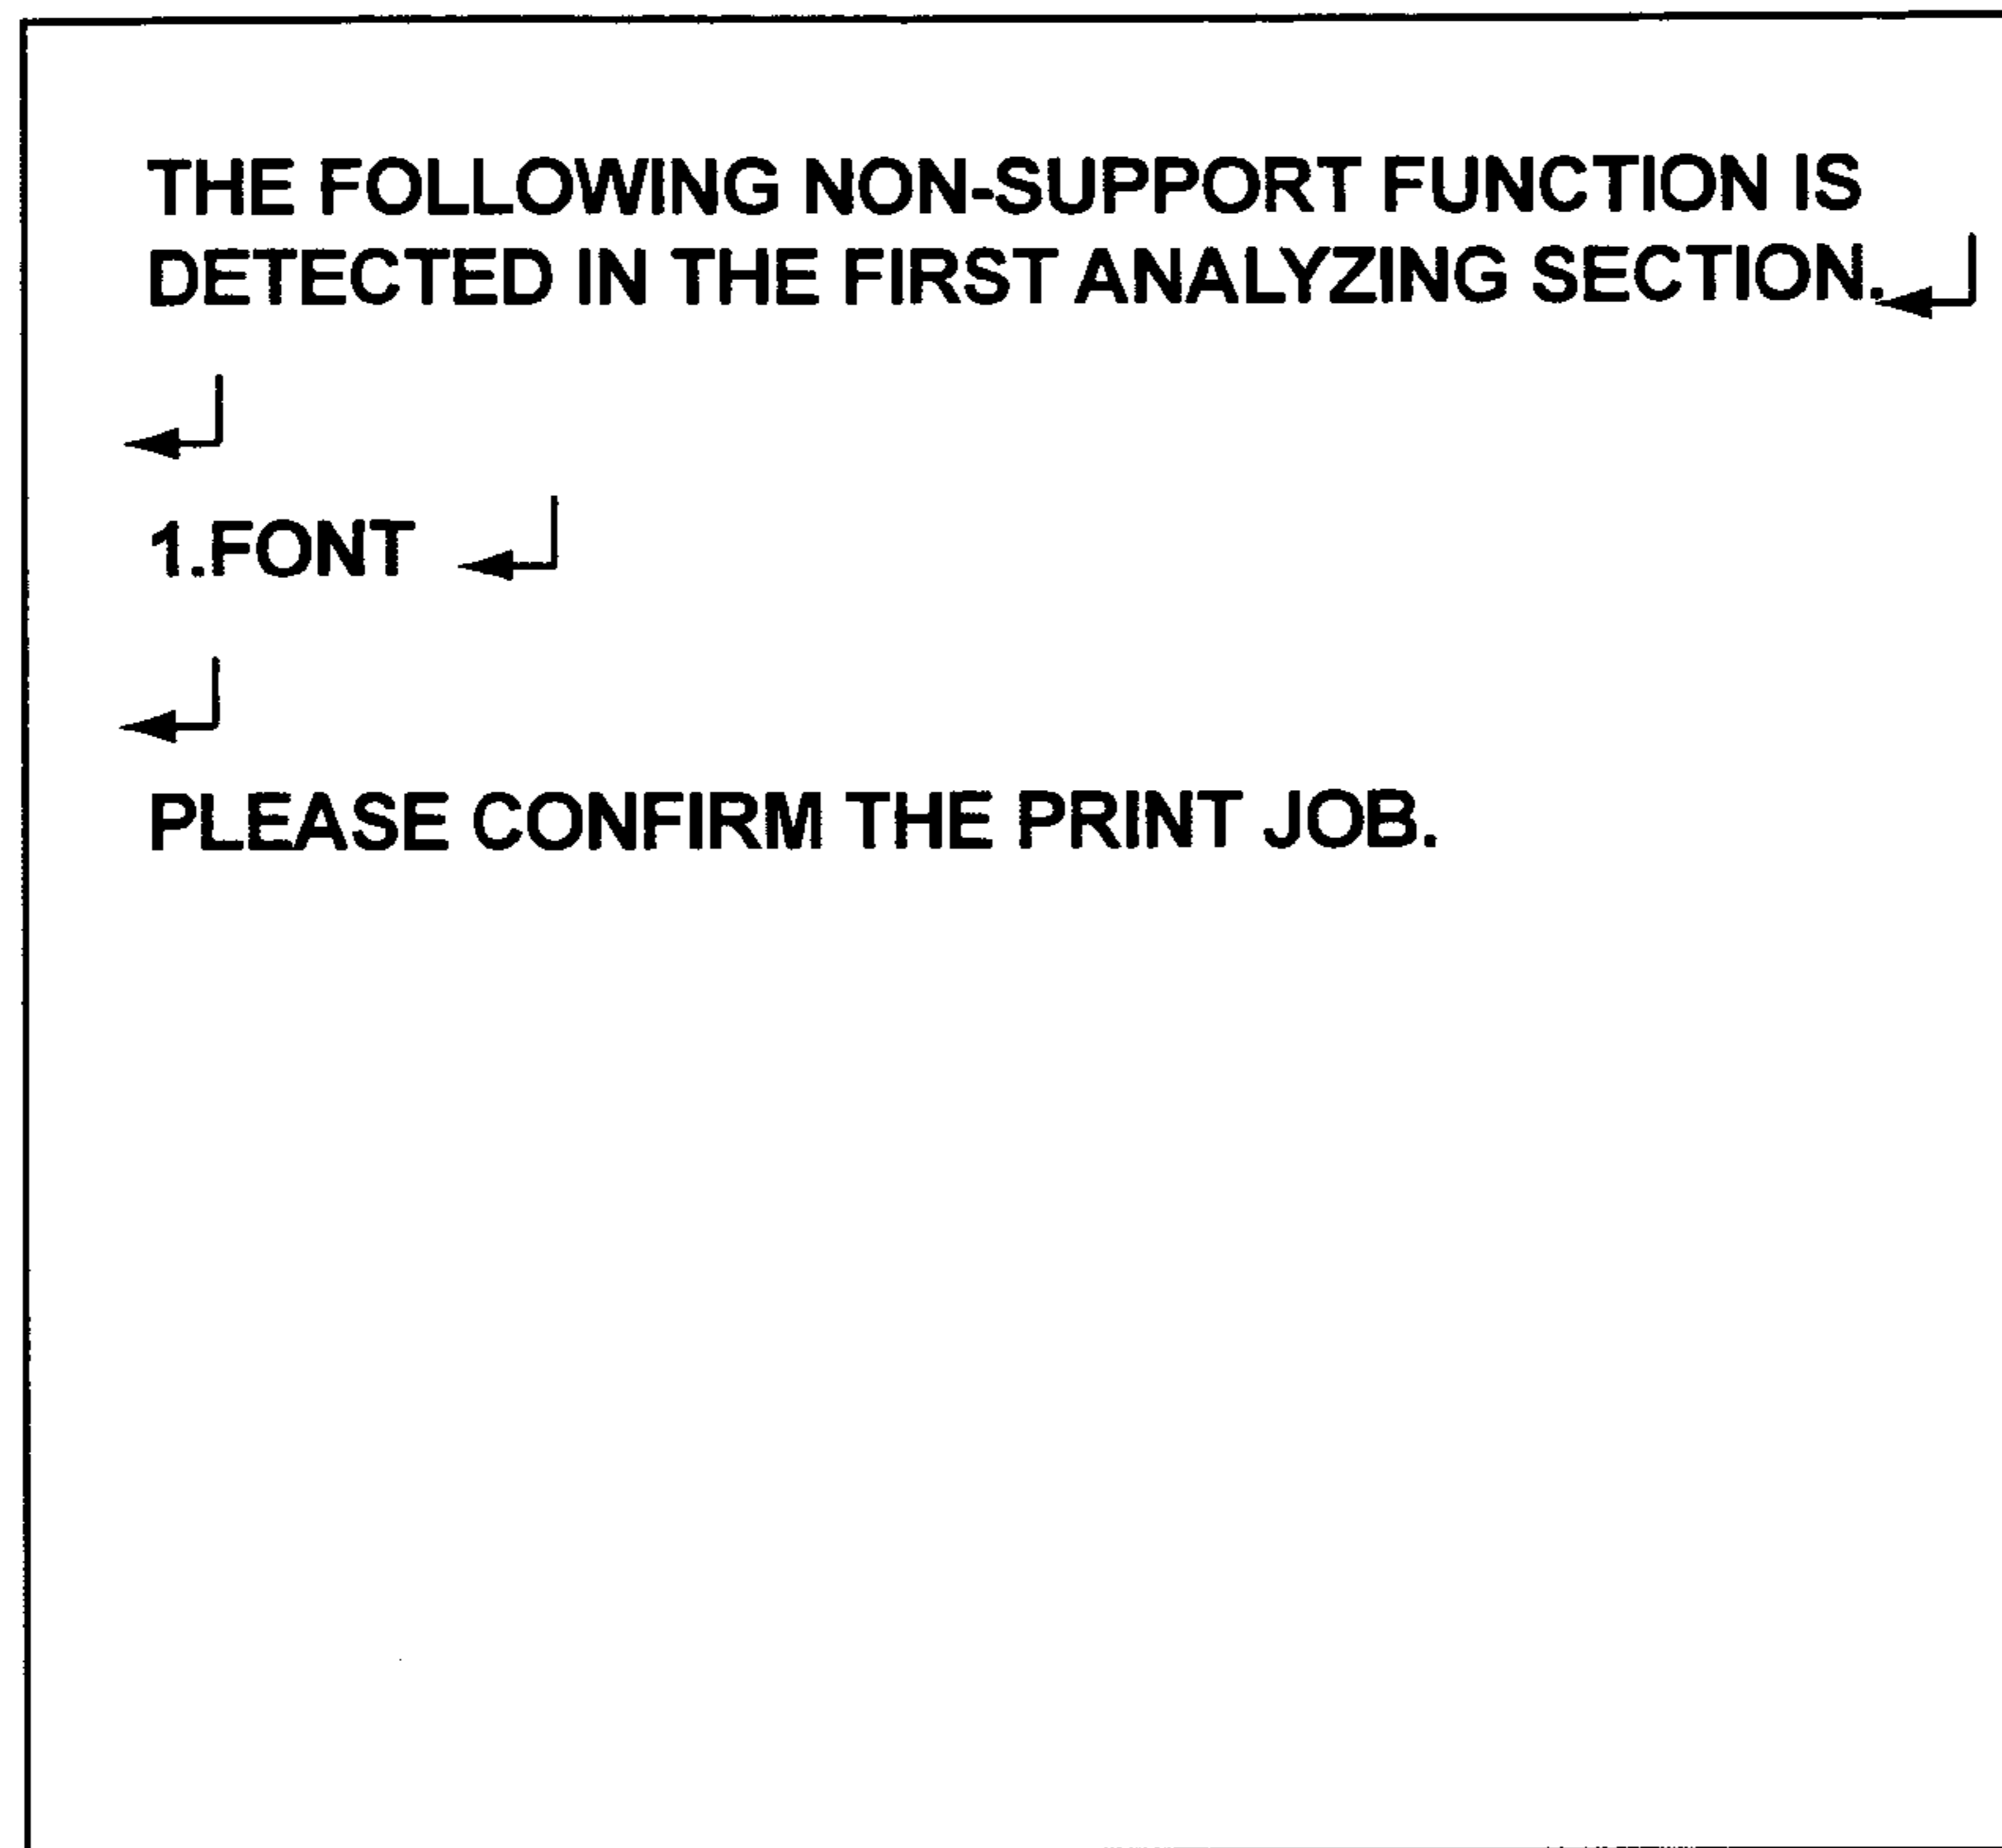 THE FOLLOWING NON-SUPPORT FUNCTION IS
DETECTED IN THE FIRST ANALYZING SECTION.
1.FONT
PLEASE CONFIRM THE PRINT JOB.